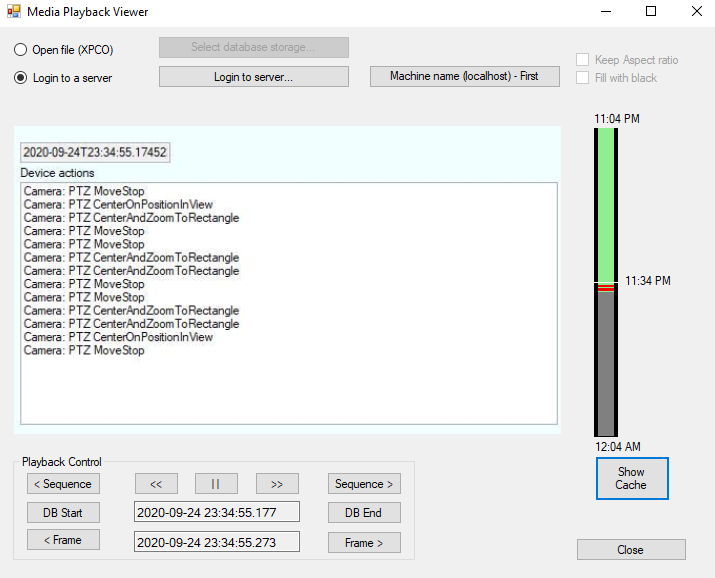 Media Playback Viewer
Open file (XPCO)
Select database storage...
Keep Aspect ratio
Login to a server
Login to server...
Machine name (localhost) - First
Fill with black
11:04 PM
2020-09-24T23:34:55.17452
Device actions
Camera: PTZ MoveStop
Camera: PTZ CenterOnPositionInView
Camera: PTZ CenterAndZoomToRectangle
Camera: PTZ MoveStop
Camera: PTZ MoveStop
Camera: PTZ CenterAndZoomToRectangle
Camera: PTZ CenterAndZoomToRectangle
Camera: PTZ MoveStop
Camera: PTZ MoveStop
Camera: PTZ CenterAndZoomToRectangle
Camera: PTZ CenterAndZoomToRectangle
Camera: PTZ CenterOnPositionInView
Camera: PTZ MoveStop
11:34 PM
12:04 AM
Playback Control
< Sequence
<<
||
>>
Sequence >
Show
Cache
DB Start
2020-09-24 23:34:55.177
DB End
< Frame
2020-09-24 23:34:55.273
Frame >
Close